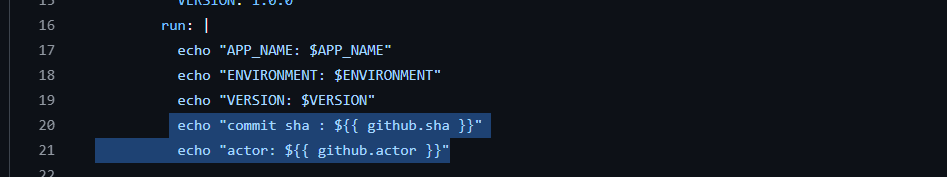 15 VERSION: 1.0.0
16 run: |
17 echo "APP_NAME: $APP_NAME"
18 echo "ENVIRONMENT: $ENVIRONMENT"
19 echo "VERSION: $VERSION"
20 echo "commit sha : ${{ github.sha }}"
21 echo "actor: ${{ github.actor }}"
22